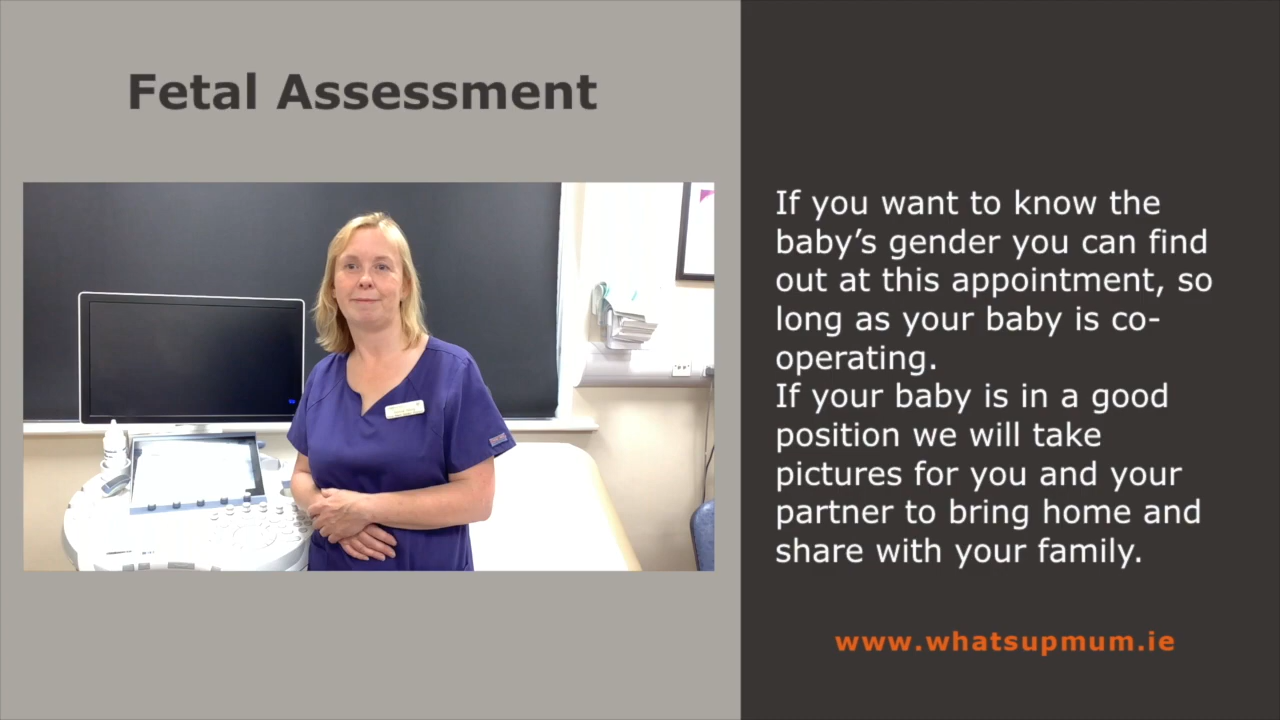 Fetal Assessment
If you want to know the
baby’s gender you can find
out at this appointment, so
long as your baby is co-
operating.
If your baby is in a good
position we will take
pictures for you and your
partner to bring home and
share with your family.
www.whatsupmum.ie